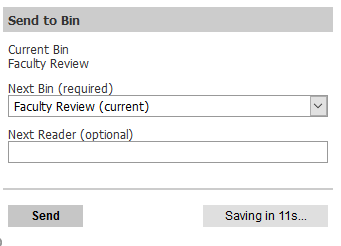 Send to Bin
Current Bin
Faculty Review
Next Bin (required)
Faculty Review (current)
Next Reader (optional)
Send
Saving in 11s...